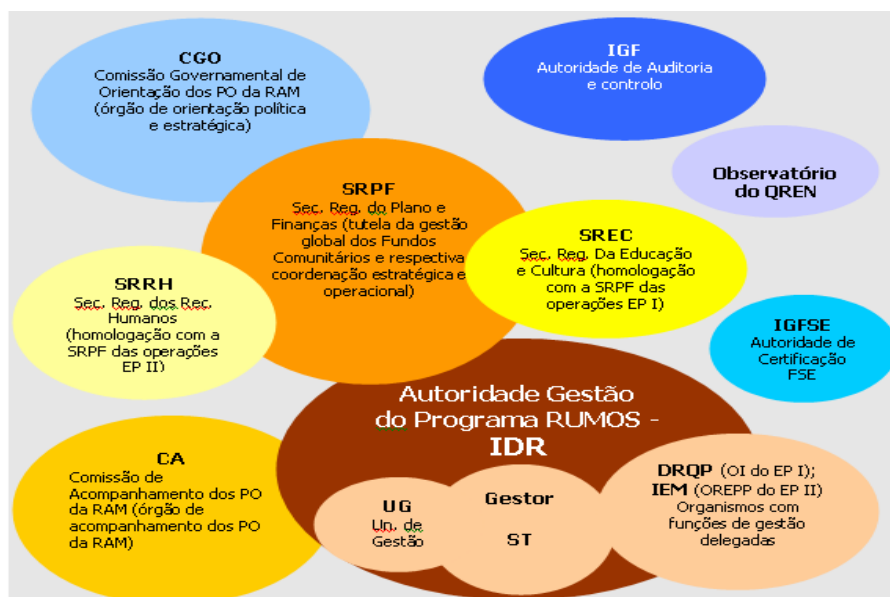 CGO
Comissão Governamental de
Orientação dos PO da RAM
(órgão de orientação política
e estratégica)
IGF
Autoridade de Auditoria
e controlo
Observatório
do QREN
SRPF
Sec. Reg. do Plano e
Finanças (tutela da gestão
global dos Fundos
Comunitários e respectiva
coordenação estratégica e
operacional)
SREC
Sec. Reg. Da Educação
e Cultura (homologação
com a SRPF das
operações EP I)
SRRH
Sec. Reg. dos Rec.
Humanos
(homologação com a
SRPF das operações
EP II)
IGFSE
Autoridade de
Certificação
FSE
Autoridade Gestão
do Programa RUMOS -
IDR
CA
Comissão de
Acompanhamento dos PO
da RAM (órgão de
acompanhamento dos PO
da RAM)
UG
Un. de
Gestão
Gestor
ST
DRQP (OI do EP I);
IEM (OREPP do EP II)
Organismos com
funções de gestão
delegadas